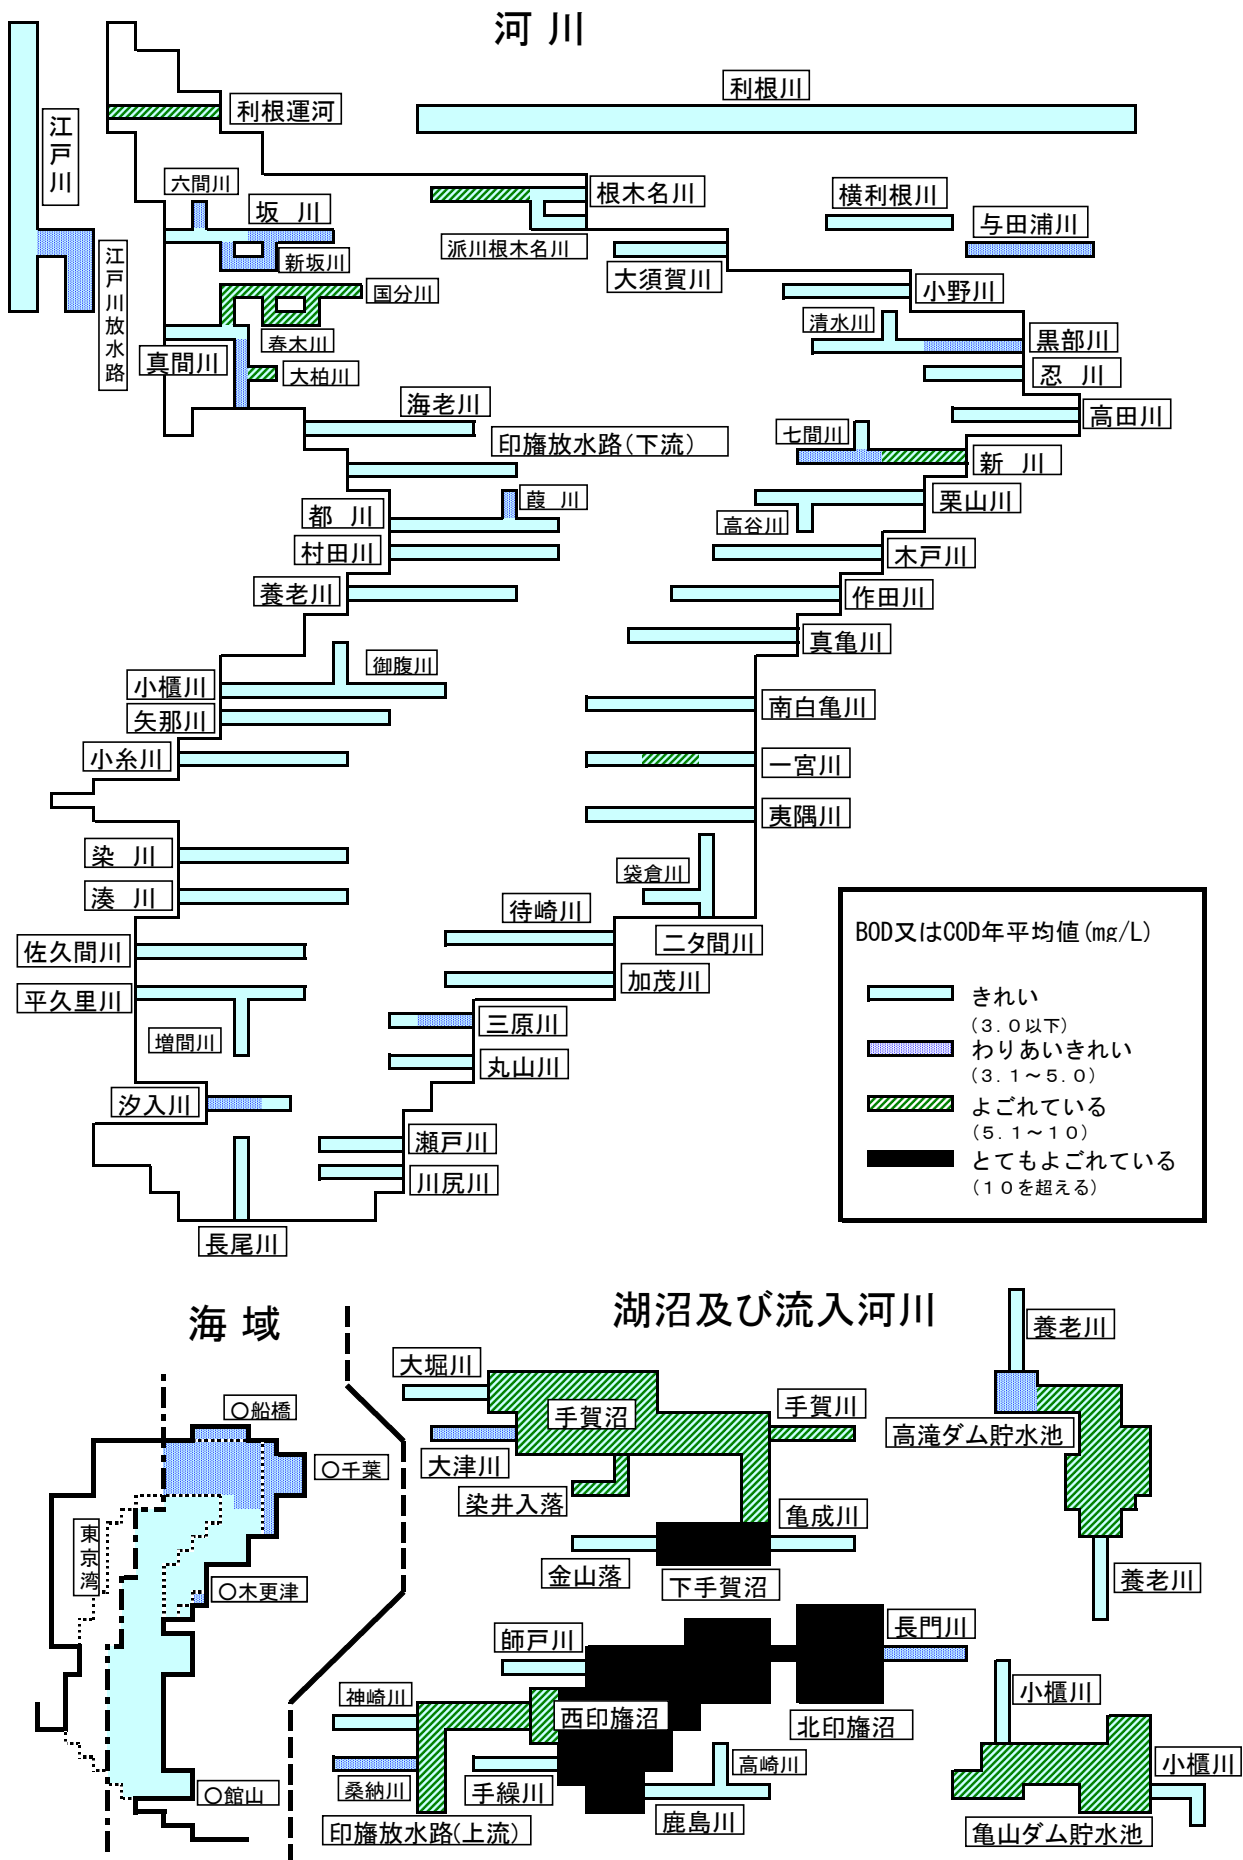 河川
利根川
利根運河
江戸川
六間川
坂 川
根木名川
横利根川
与田浦川
派川根木名川
新坂川
江戸川放水路
大須賀川
国分川
小野川
清水川
春木川
黒部川
真間川
大柏川
忍 川
海老川
高田川
印旛放水路(下流)
七間川
新 川
葭 川
都 川
栗山川
高谷川
村田川
木戸川
養老川
作田川
真亀川
御腹川
小櫃川
南白亀川
矢那川
小糸川
一宮川
夷隅川
染 川
袋倉川
湊 川
待崎川
二タ間川
佐久間川
加茂川
平久里川
三原川
増間川
丸山川
汐入川
瀬戸川
川尻川
長尾川
BOD又はCOD年平均値(mg/L)
きれい
(3.0以下)
わりあいきれい
(3.1~5.0)
よごれている
(5.1~10)
とてもよごれている
(10を超える)
海域
○船橋
○千葉
東京湾
○木更津
○館山
湖沼及び流入河川
大堀川
手賀沼
手賀川
大津川
染井入落
亀成川
金山落
下手賀沼
養老川
高滝ダム貯水池
養老川
師戸川
長門川
神崎川
西印旛沼
北印旛沼
桑納川
手繰川
高崎川
鹿島川
印旛放水路(上流)
小櫃川
小櫃川
亀山ダム貯水池